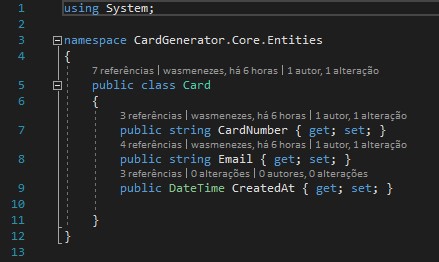 1 using System;
2
3 namespace CardGenerator.Core.Entities
4 {
7 referências | wasmenezes, há 6 horas | 1 autor, 1 alteração
5 public class Card
6 {
3 referências | wasmenezes, há 6 horas | 1 autor, 1 alteração
7 public string CardNumber { get; set; }
4 referências | wasmenezes, há 6 horas | 1 autor, 1 alteração
8 public string Email { get; set; }
3 referências | 0 alterações | 0 autores, 0 alterações
9 public DateTime CreatedAt { get; set; }
10
11 }
12 }
13